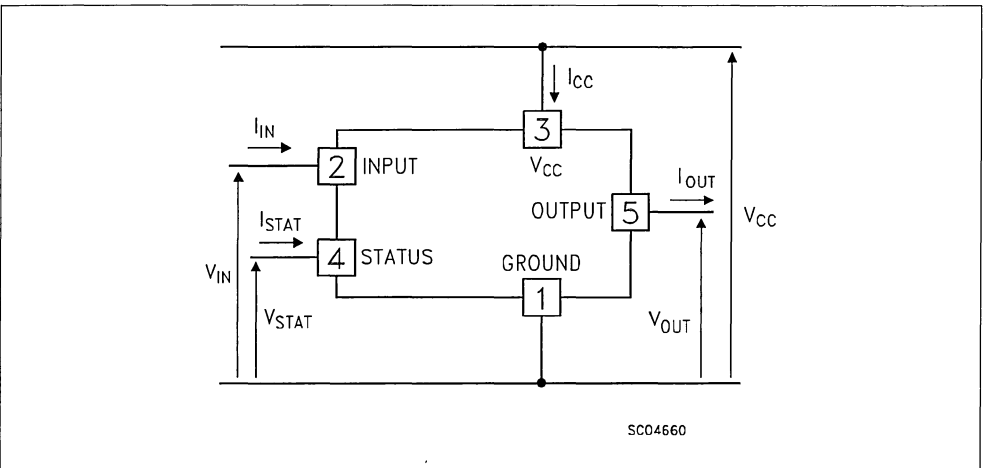 I_CC
I_IN
3
2 INPUT
V_CC
I_OUT
OUTPUT 5
V_CC
I_STAT
4 STATUS
GROUND
V_IN
1
V_STAT
V_OUT
SC04660